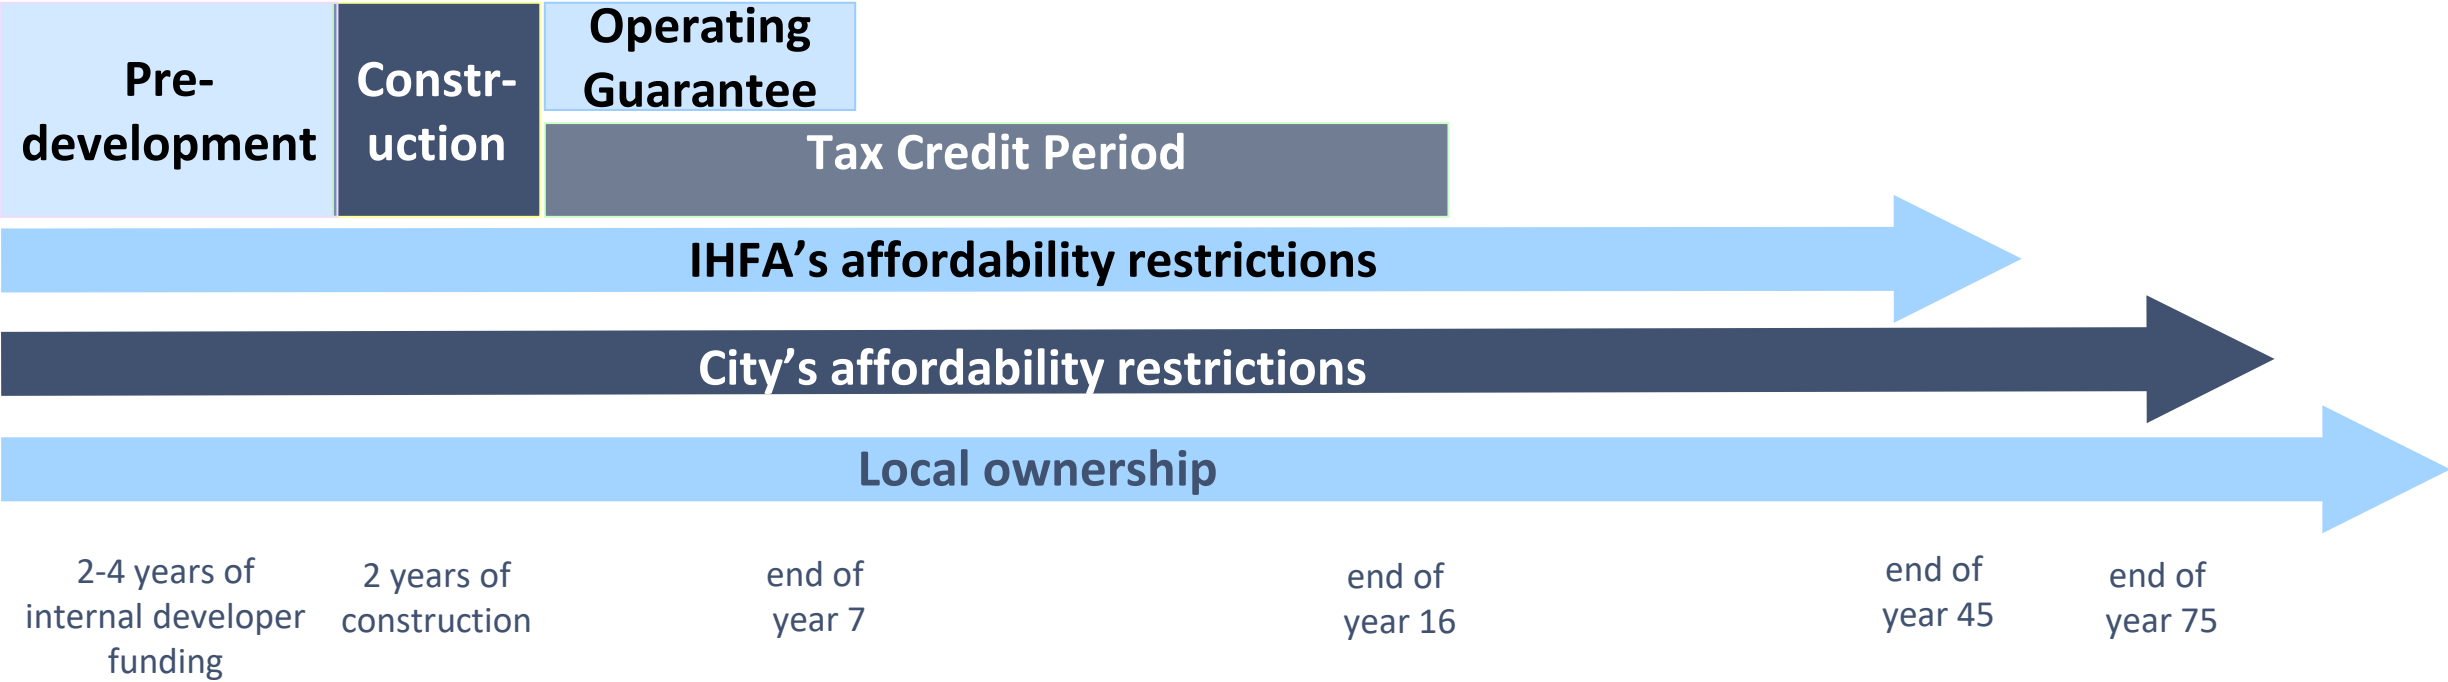 Pre-
development
Constr-
uction
Operating
Guarantee
Tax Credit Period
IHFA’s affordability restrictions
City’s affordability restrictions
Local ownership
2-4 years of
internal developer
funding
2 years of
construction
end of
year 7
end of
year 16
end of
year 45
end of
year 75